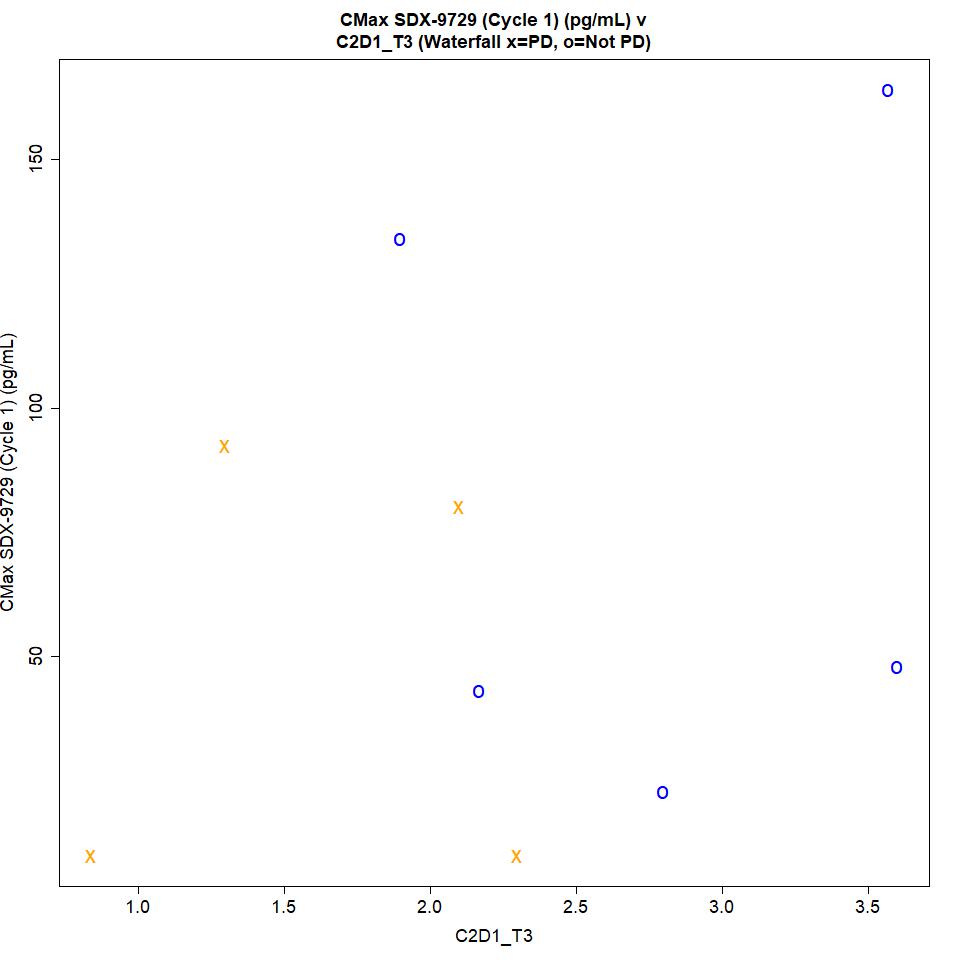 CMax SDX-9729 (Cycle 1) (pg/mL) v
C2D1_T3 (Waterfall x=PD, o=Not PD)
CMax SDX-9729 (Cycle 1) (pg/mL)
150
100
50
O
O
X
X
O
O
O
X
X
1.0
1.5
2.0
2.5
3.0
3.5
C2D1_T3